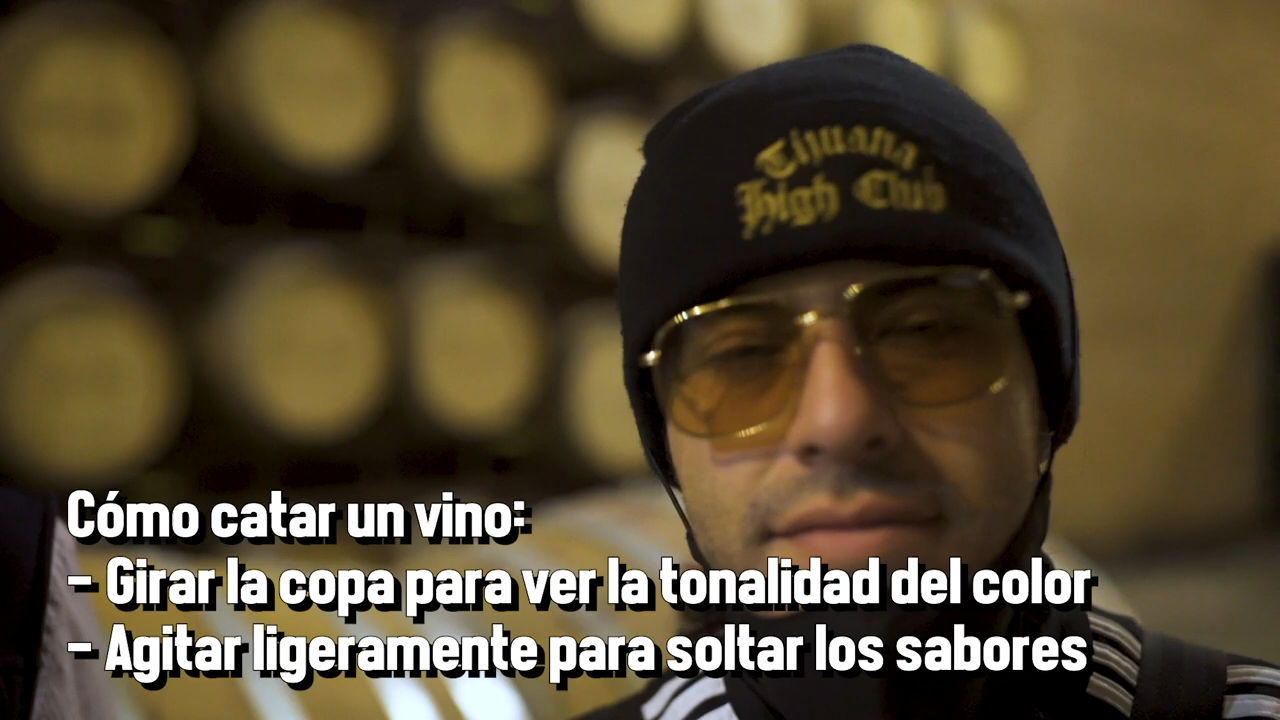 Tijuana
High Club
Cómo catar un vino:
- Girar la copa para ver la tonalidad del color
- Agitar ligeramente para soltar los sabores